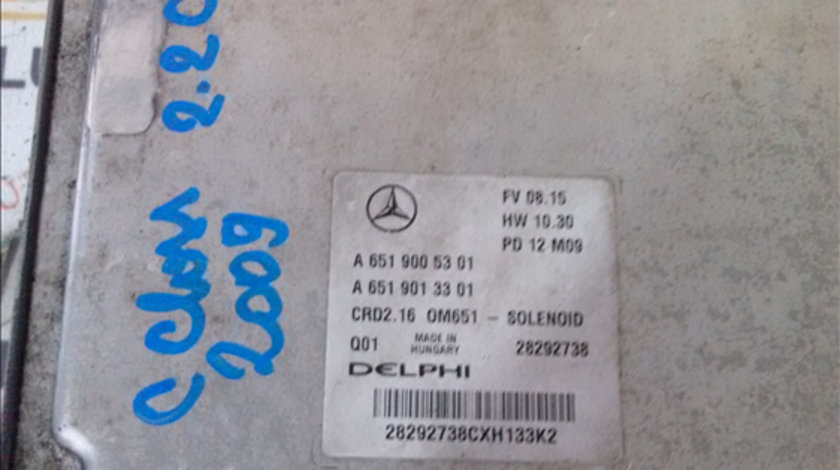 C Class 2.20
2009
FV 08.15
HW 10.30
PD 12 M09
A 651 900 53 01
A 651 901 33 01
CRD2.16 OM651 - SOLENOID
Q01 MADE IN HUNGARY 28292738
DELPHI
28292738CXH133K2